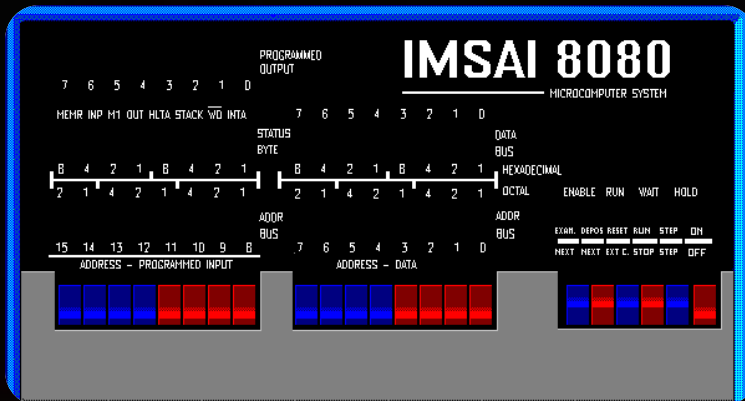 PROGRAMMED
OUTPUT
IMSAI 8080
MICROCOMPUTER SYSTEM
7 6 5 4 3 2 1 0
MEMR INP M1 OUT HLTA STACK WO INTA
7 6 5 4 3 2 1 0
STATUS
BYTE
DATA
BUS
8 4 2 1 8 4 2 1
8 4 2 1 8 4 2 1
HEXADECIMAL
2 1 4 2 1 4 2 1
2 1 4 2 1 4 2 1
OCTAL
ENABLE RUN WAIT HOLD
ADDR
BUS
ADDR
BUS
15 14 13 12 11 10 9 8
7 6 5 4 3 2 1 0
ADDRESS - PROGRAMMED INPUT
ADDRESS - DATA
EXAM. DEPOS RESET RUN STEP ON
NEXT NEXT EXT C. STOP STEP OFF